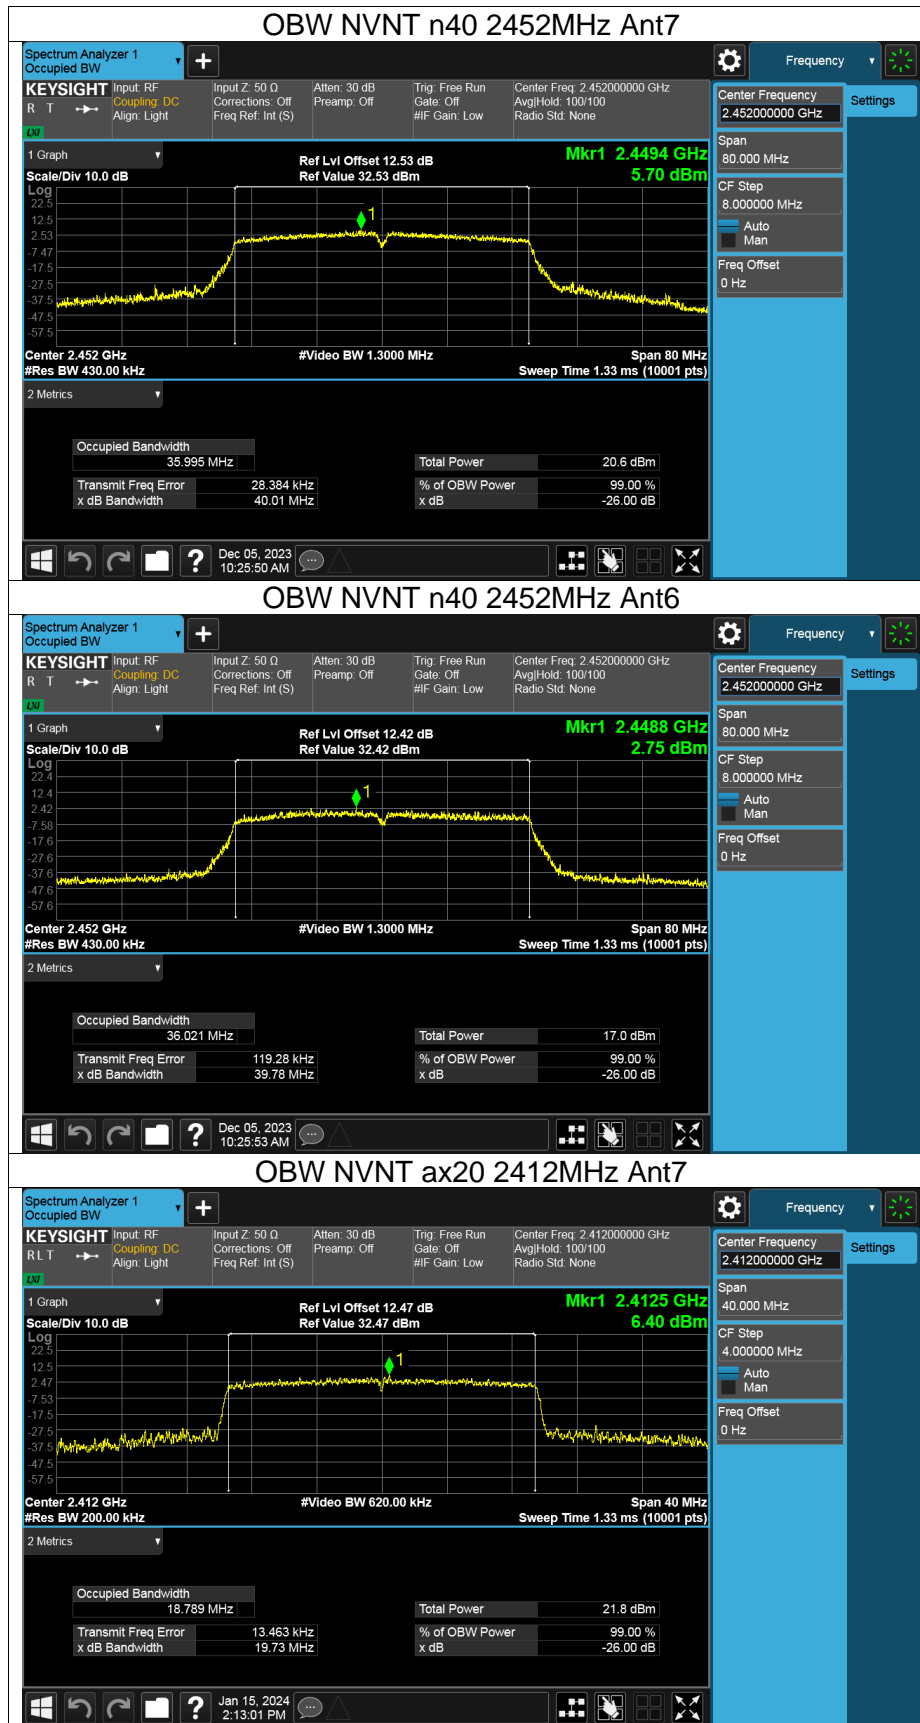 OBW NVNT n40 2452MHz Ant7
Spectrum Analyzer 1
Occupied BW
Frequency
KEYSIGHT
R T
LXI
Input: RF
Coupling: DC
Align: Light
Input Z: 50 Ω
Corrections: Off
Freq Ref: Int (S)
Atten: 30 dB
Preamp: Off
Trig: Free Run
Gate: Off
#IF Gain: Low
Center Freq: 2.452000000 GHz
Avg|Hold: 100/100
Radio Std: None
Center Frequency
2.452000000 GHz
Settings
Span
80.000 MHz
CF Step
8.000000 MHz
Auto
Man
Freq Offset
0 Hz
1 Graph
Scale/Div 10.0 dB
Ref Lvl Offset 12.53 dB
Ref Value 32.53 dBm
Mkr1 2.4494 GHz
5.70 dBm
Log
22.5
12.5
2.53
-7.47
-17.5
-27.5
-37.5
-47.5
-57.5
1
Center 2.452 GHz
#Res BW 430.00 kHz
#Video BW 1.3000 MHz
Span 80 MHz
Sweep Time 1.33 ms (10001 pts)
2 Metrics
Occupied Bandwidth
35.995 MHz
Total Power 20.6 dBm
Transmit Freq Error 28.384 kHz
% of OBW Power 99.00 %
x dB Bandwidth 40.01 MHz
x dB -26.00 dB
?
Dec 05, 2023
10:25:50 AM
OBW NVNT n40 2452MHz Ant6
Spectrum Analyzer 1
Occupied BW
Frequency
KEYSIGHT
R T
LXI
Input: RF
Coupling: DC
Align: Light
Input Z: 50 Ω
Corrections: Off
Freq Ref: Int (S)
Atten: 30 dB
Preamp: Off
Trig: Free Run
Gate: Off
#IF Gain: Low
Center Freq: 2.452000000 GHz
Avg|Hold: 100/100
Radio Std: None
Center Frequency
2.452000000 GHz
Settings
Span
80.000 MHz
CF Step
8.000000 MHz
Auto
Man
Freq Offset
0 Hz
1 Graph
Scale/Div 10.0 dB
Ref Lvl Offset 12.42 dB
Ref Value 32.42 dBm
Mkr1 2.4488 GHz
2.75 dBm
Log
22.4
12.4
2.42
-7.58
-17.6
-27.6
-37.6
-47.6
-57.6
1
Center 2.452 GHz
#Res BW 430.00 kHz
#Video BW 1.3000 MHz
Span 80 MHz
Sweep Time 1.33 ms (10001 pts)
2 Metrics
Occupied Bandwidth
36.021 MHz
Total Power 17.0 dBm
Transmit Freq Error 119.28 kHz
% of OBW Power 99.00 %
x dB Bandwidth 39.78 MHz
x dB -26.00 dB
?
Dec 05, 2023
10:25:53 AM
OBW NVNT ax20 2412MHz Ant7
Spectrum Analyzer 1
Occupied BW
Frequency
KEYSIGHT
R L T
LXI
Input: RF
Coupling: DC
Align: Light
Input Z: 50 Ω
Corrections: Off
Freq Ref: Int (S)
Atten: 30 dB
Preamp: Off
Trig: Free Run
Gate: Off
#IF Gain: Low
Center Freq: 2.412000000 GHz
Avg|Hold: 100/100
Radio Std: None
Center Frequency
2.412000000 GHz
Settings
Span
40.000 MHz
CF Step
4.000000 MHz
Auto
Man
Freq Offset
0 Hz
1 Graph
Scale/Div 10.0 dB
Ref Lvl Offset 12.47 dB
Ref Value 32.47 dBm
Mkr1 2.4125 GHz
6.40 dBm
Log
22.5
12.5
2.47
-7.53
-17.5
-27.5
-37.5
-47.5
-57.5
1
Center 2.412 GHz
#Res BW 200.00 kHz
#Video BW 620.00 kHz
Span 40 MHz
Sweep Time 1.33 ms (10001 pts)
2 Metrics
Occupied Bandwidth
18.789 MHz
Total Power 21.8 dBm
Transmit Freq Error 13.463 kHz
% of OBW Power 99.00 %
x dB Bandwidth 19.73 MHz
x dB -26.00 dB
?
Jan 15, 2024
2:13:01 PM